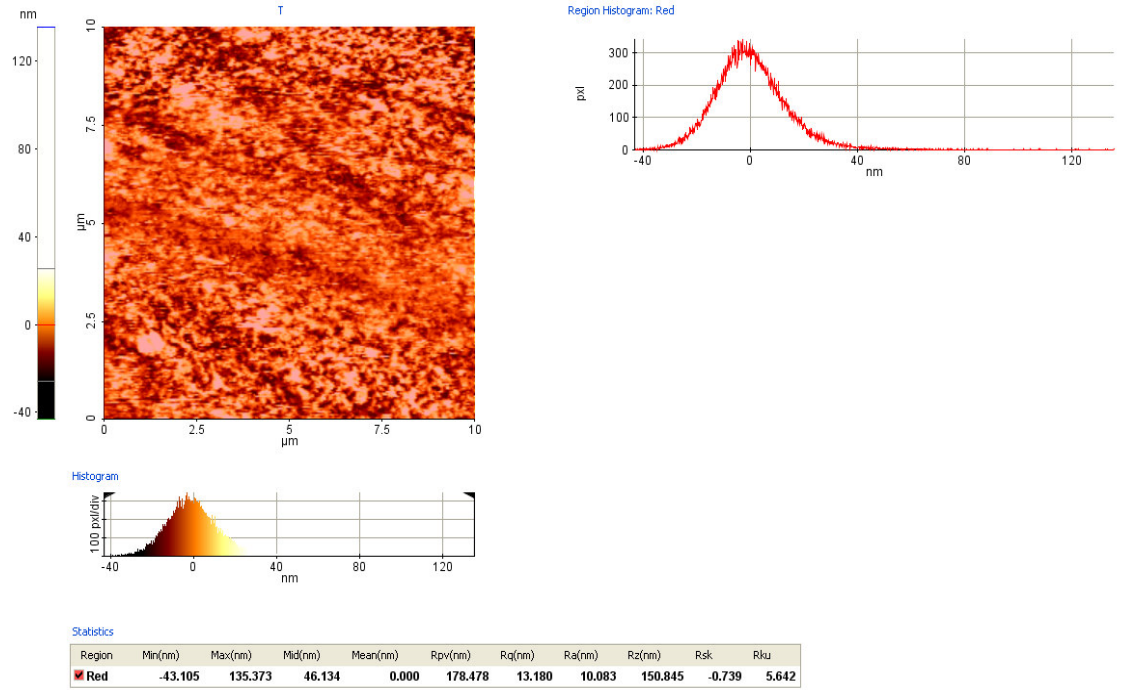 nm
T
Region Histogram: Red
120
80
40
0
-40
10
7.5
5
2.5
0
µm
0
2.5
5
7.5
10
µm
300
200
100
0
pxl
-40
0
40
80
120
nm
Histogram
100 pxl/div
-40
0
40
80
120
nm
Statistics
Region Min(nm) Max(nm) Mid(nm) Mean(nm) Rpv(nm) Rq(nm) Ra(nm) Rz(nm) Rsk Rku
Red -43.105 135.373 46.134 0.000 178.478 13.180 10.083 150.845 -0.739 5.642